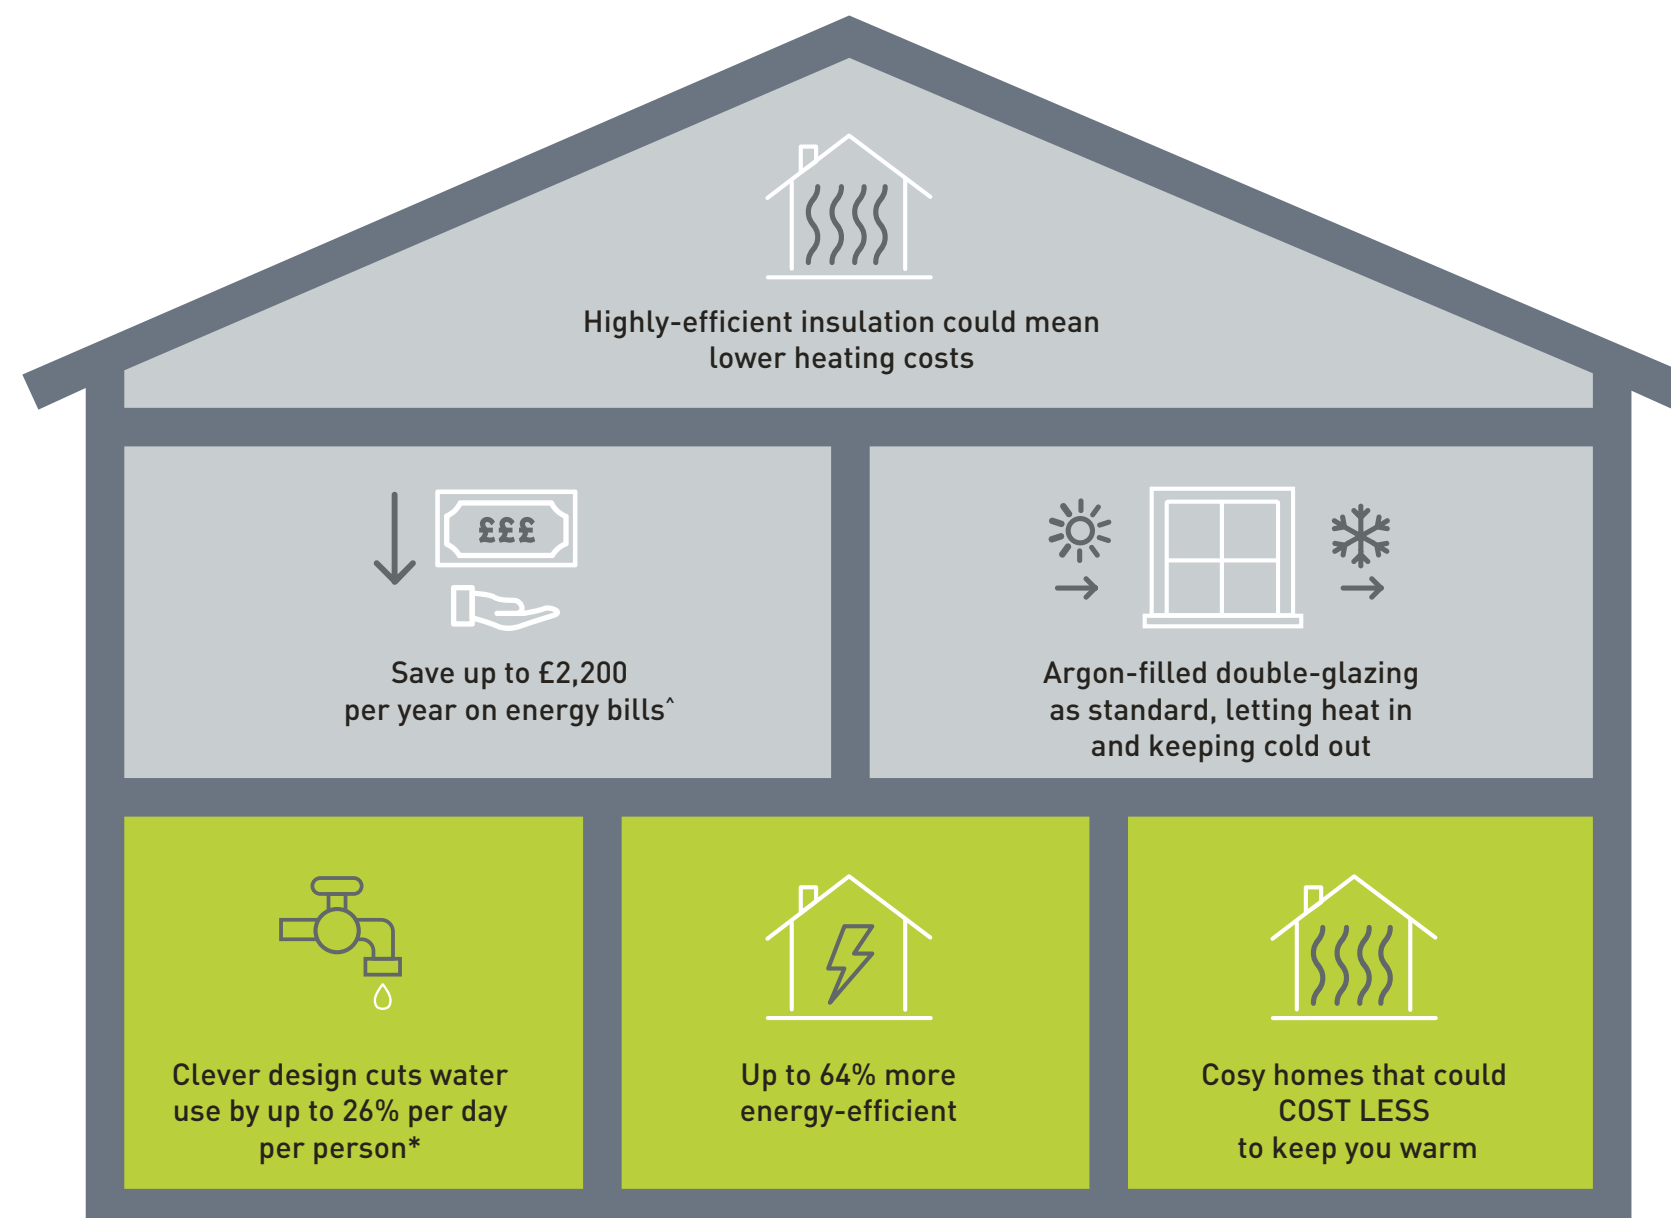 Highly-efficient insulation could mean
lower heating costs
£££
Save up to £2,200
per year on energy bills^
Argon-filled double-glazing
as standard, letting heat in
and keeping cold out
Clever design cuts water
use by up to 26% per day
per person*
Up to 64% more
energy-efficient
Cosy homes that could
COST LESS
to keep you warm